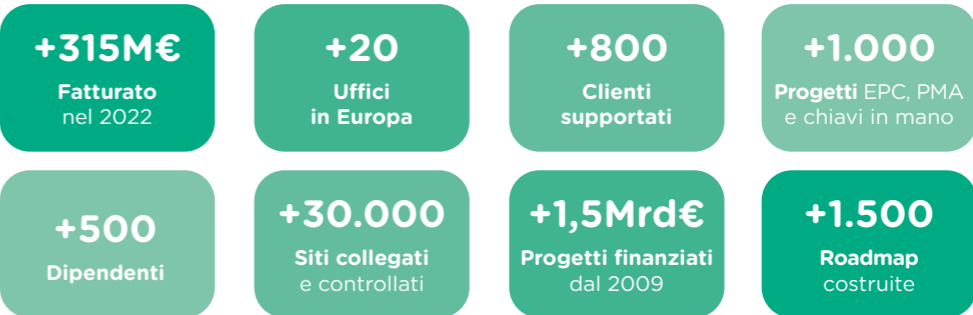 +315M€
Fatturato
nel 2022
+20
Uffici
in Europa
+800
Clienti
supportati
+1.000
Progetti EPC, PMA
e chiavi in mano
+500
Dipendenti
+30.000
Siti collegati
e controllati
+1,5Mrd€
Progetti finanziati
dal 2009
+1.500
Roadmap
costruite